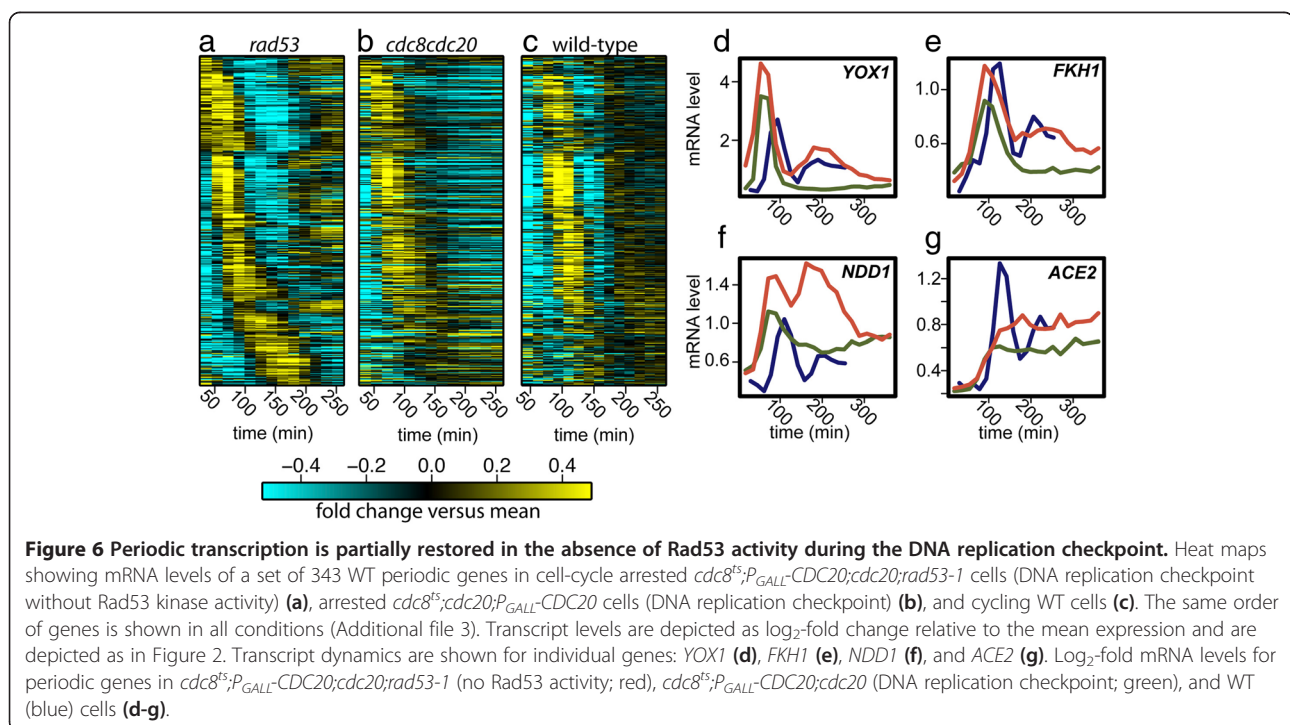 a rad53
b cdc8cdc20
c wild-type
50 100 150 200 250
50 100 150 200 250
50 100 150 200 250
time (min)
time (min)
time (min)
−0.4 −0.2 0.0 0.2 0.4
fold change versus mean
d
YOX1
mRNA level
4
2
100 200 300
e
FKH1
1.0
0.6
100 200 300
f
NDD1
mRNA level
1.4
1.0
0.6
100 200 300
time (min)
g
ACE2
1.2
0.8
0.4
100 200 300
time (min)
Figure 6 Periodic transcription is partially restored in the absence of Rad53 activity during the DNA replication checkpoint. Heat maps
showing mRNA levels of a set of 343 WT periodic genes in cell-cycle arrested cdc8ts;PGALL-CDC20;cdc20;rad53-1 cells (DNA replication checkpoint
without Rad53 kinase activity) (a), arrested cdc8ts;cdc20;PGALL-CDC20 cells (DNA replication checkpoint) (b), and cycling WT cells (c). The same order
of genes is shown in all conditions (Additional file 3). Transcript levels are depicted as log2-fold change relative to the mean expression and are
depicted as in Figure 2. Transcript dynamics are shown for individual genes: YOX1 (d), FKH1 (e), NDD1 (f), and ACE2 (g). Log2-fold mRNA levels for
periodic genes in cdc8ts;PGALL-CDC20;cdc20;rad53-1 (no Rad53 activity; red), cdc8ts;PGALL-CDC20;cdc20 (DNA replication checkpoint; green), and WT
(blue) cells (d-g).